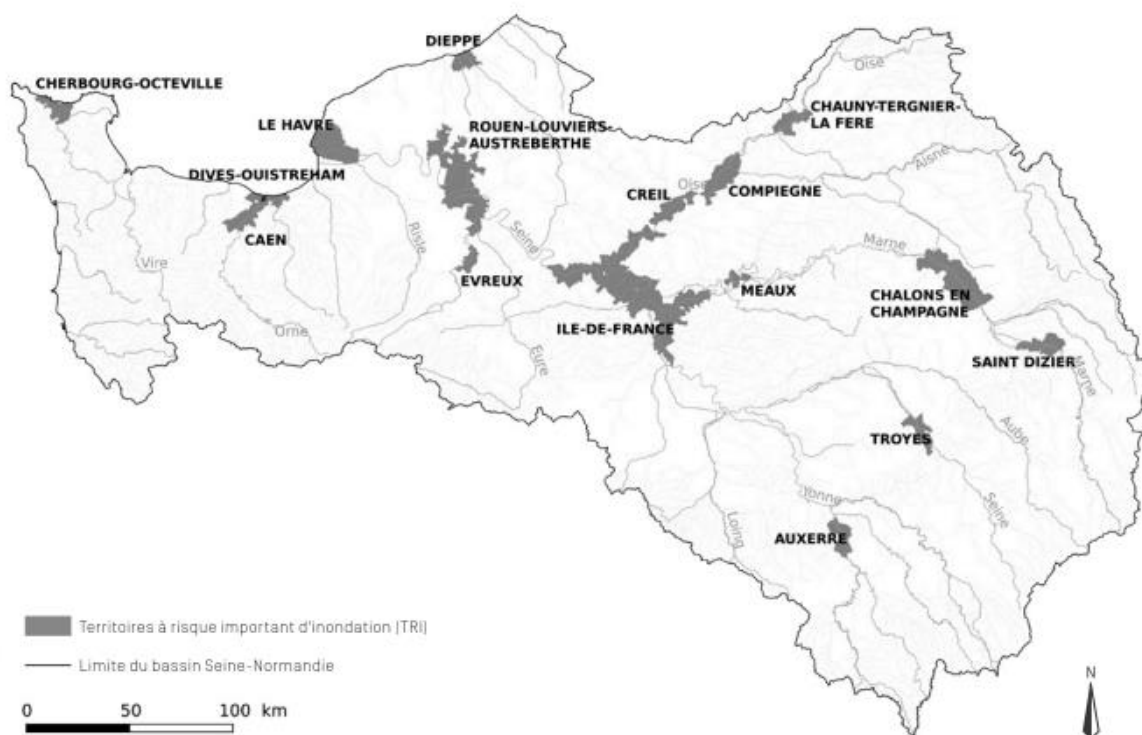 DIEPPE
Oise
CHERBOURG-OCTEVILLE
CHAUNY-TERGNIER-
LA FERE
LE HAVRE
ROUEN-LOUVIERS-
AUSTREBERTHE
Aisne
DIVES-OUISTREHAM
CREIL
Oise
COMPIEGNE
CAEN
Risle
Seine
Marne
Vire
EVREUX
MEAUX
CHALONS EN
CHAMPAGNE
Orne
ILE-DE-FRANCE
Eure
SAINT DIZIER
Marne
TROYES
Aube
Yonne
Seine
Loing
AUXERRE
Territoires à risque important d'inondation (TRI)
Limite du bassin Seine-Normandie
N
0 50 100 km